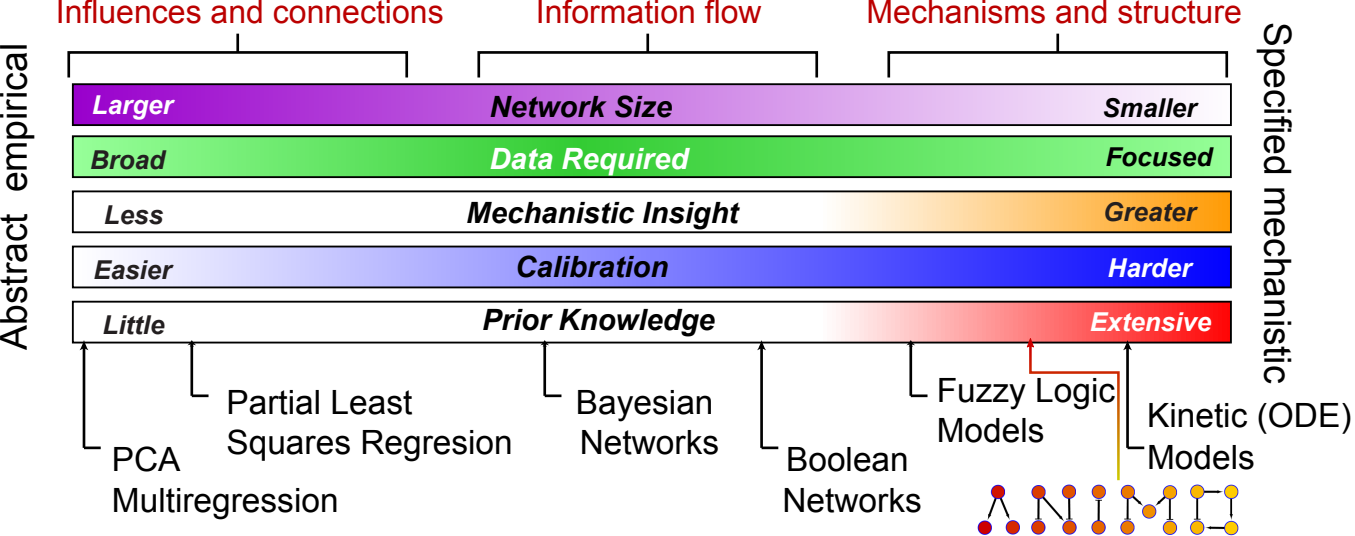 Influences and connections
Information flow
Mechanisms and structure
Abstract empirical
Specified mechanistic
Larger Network Size Smaller
Broad Data Required Focused
Less Mechanistic Insight Greater
Easier Calibration Harder
Little Prior Knowledge Extensive
PCA
Multiregression
Partial Least
Squares Regresion
Bayesian
Networks
Boolean
Networks
Fuzzy Logic
Models
Kinetic (ODE)
Models
ANIMO